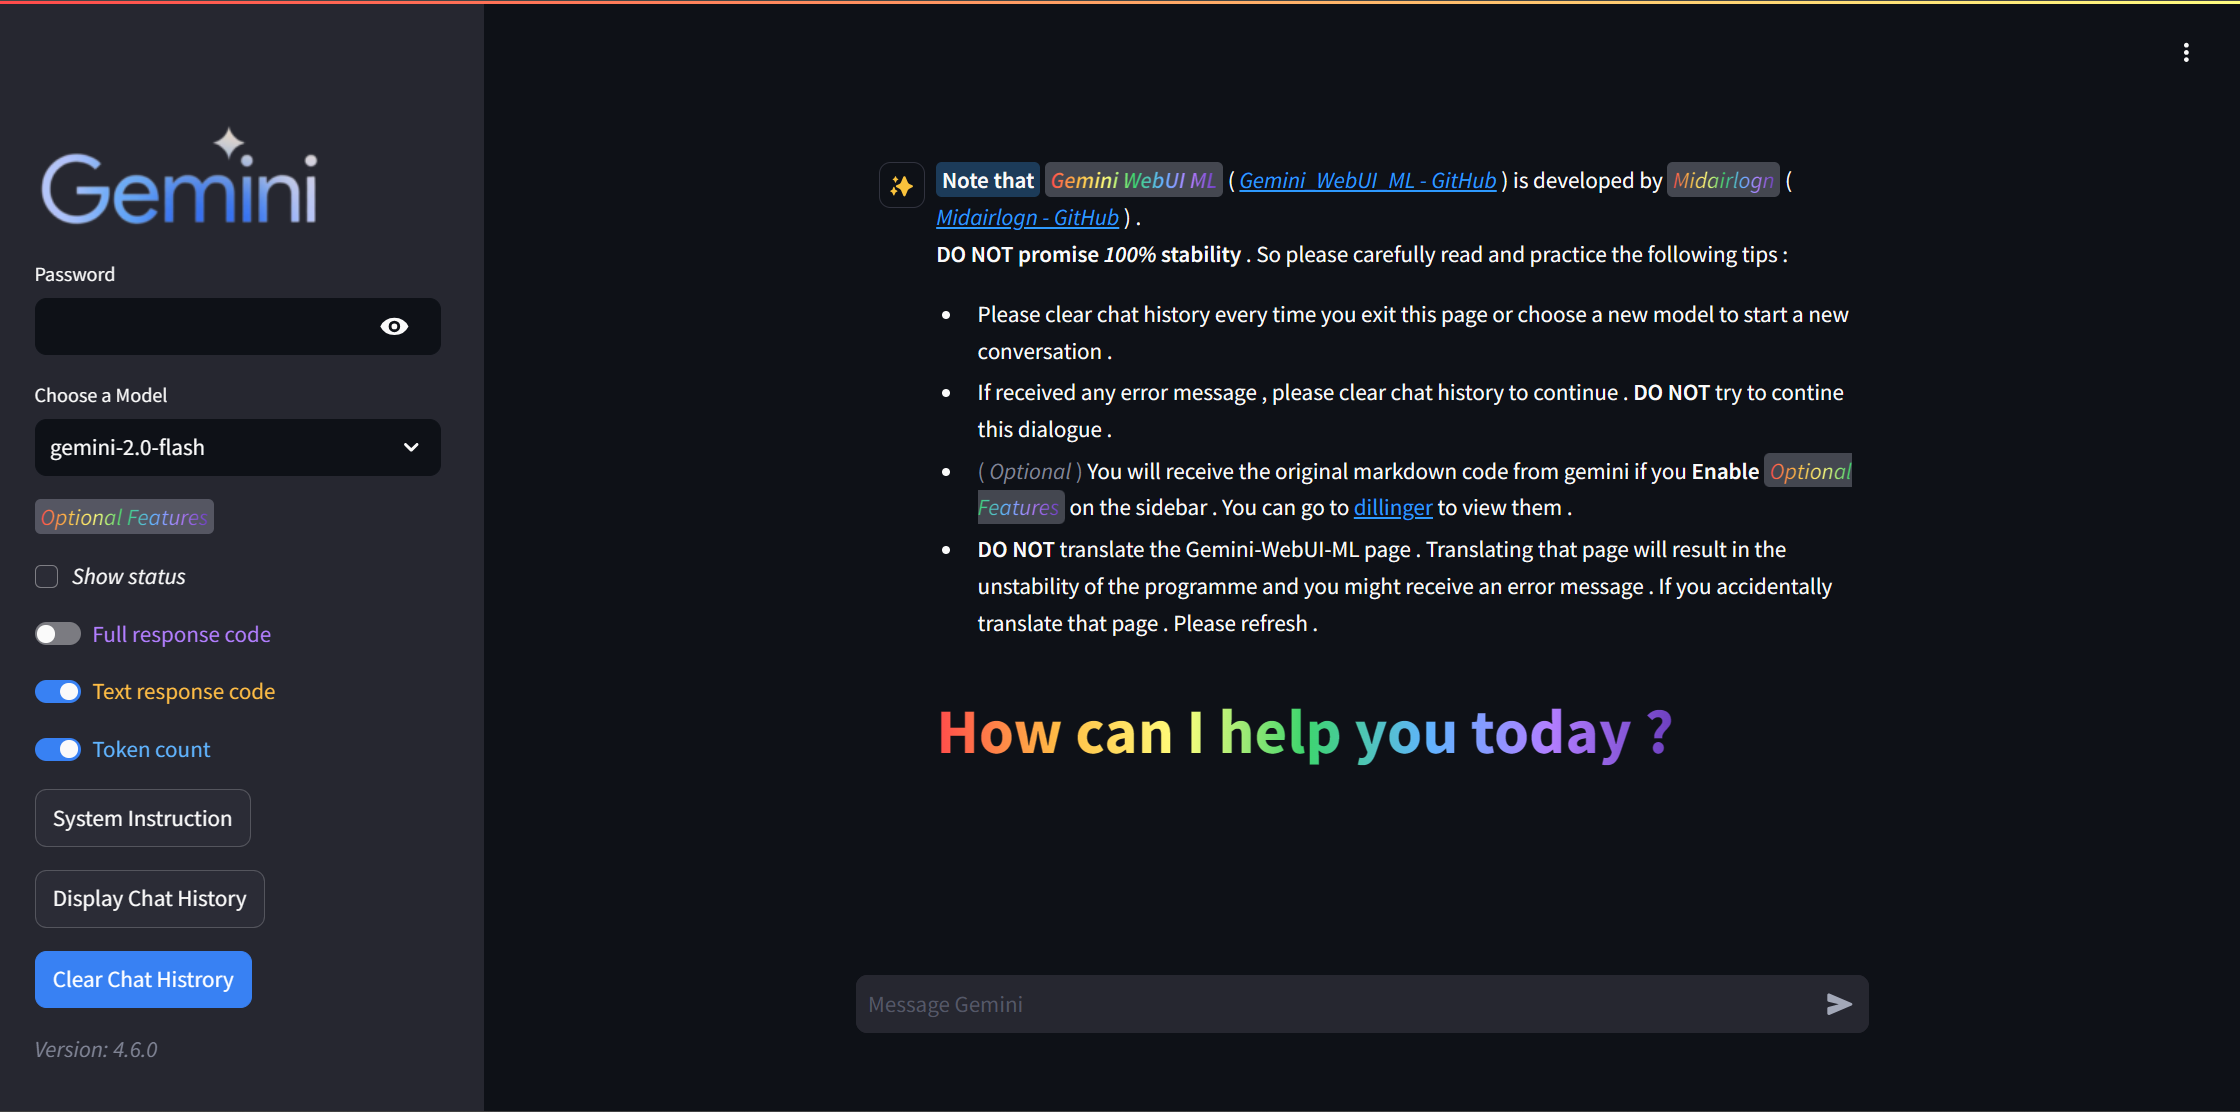 Gemini
Password
Choose a Model
gemini-2.0-flash
Optional Features
Show status
Full response code
Text response code
Token count
System Instruction
Display Chat History
Clear Chat Histrory
Version: 4.6.0
Note that Gemini WebUI ML ( Gemini_WebUI_ML - GitHub ) is developed by Midairlogn (
Midairlogn - GitHub ) .
DO NOT promise 100% stability . So please carefully read and practice the following tips :
Please clear chat history every time you exit this page or choose a new model to start a new
conversation .
If received any error message , please clear chat history to continue . DO NOT try to contine
this dialogue .
( Optional ) You will receive the original markdown code from gemini if you Enable Optional
Features on the sidebar . You can go to dillinger to view them .
DO NOT translate the Gemini-WebUI-ML page . Translating that page will result in the
unstability of the programme and you might receive an error message . If you accidentally
translate that page . Please refresh .
How can I help you today ?
Message Gemini